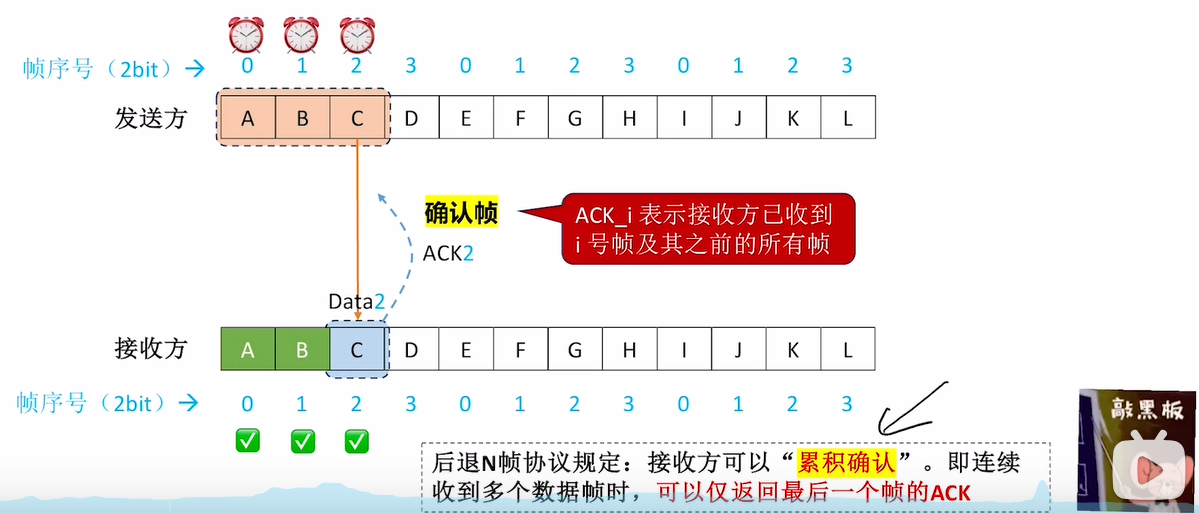 帧序号（2bit）→ 0 1 2 3 0 1 2 3 0 1 2 3
发送方 A B C D E F G H I J K L
确认帧
ACK_i 表示接收方已收到
i 号帧及其之前的所有帧
ACK2
Data2
接收方 A B C D E F G H I J K L
帧序号（2bit）→ 0 1 2 3 0 1 2 3 0 1 2 3
敲黑板
后退N帧协议规定：接收方可以“累积确认”。即连续
收到多个数据帧时，可以仅返回最后一个帧的ACK